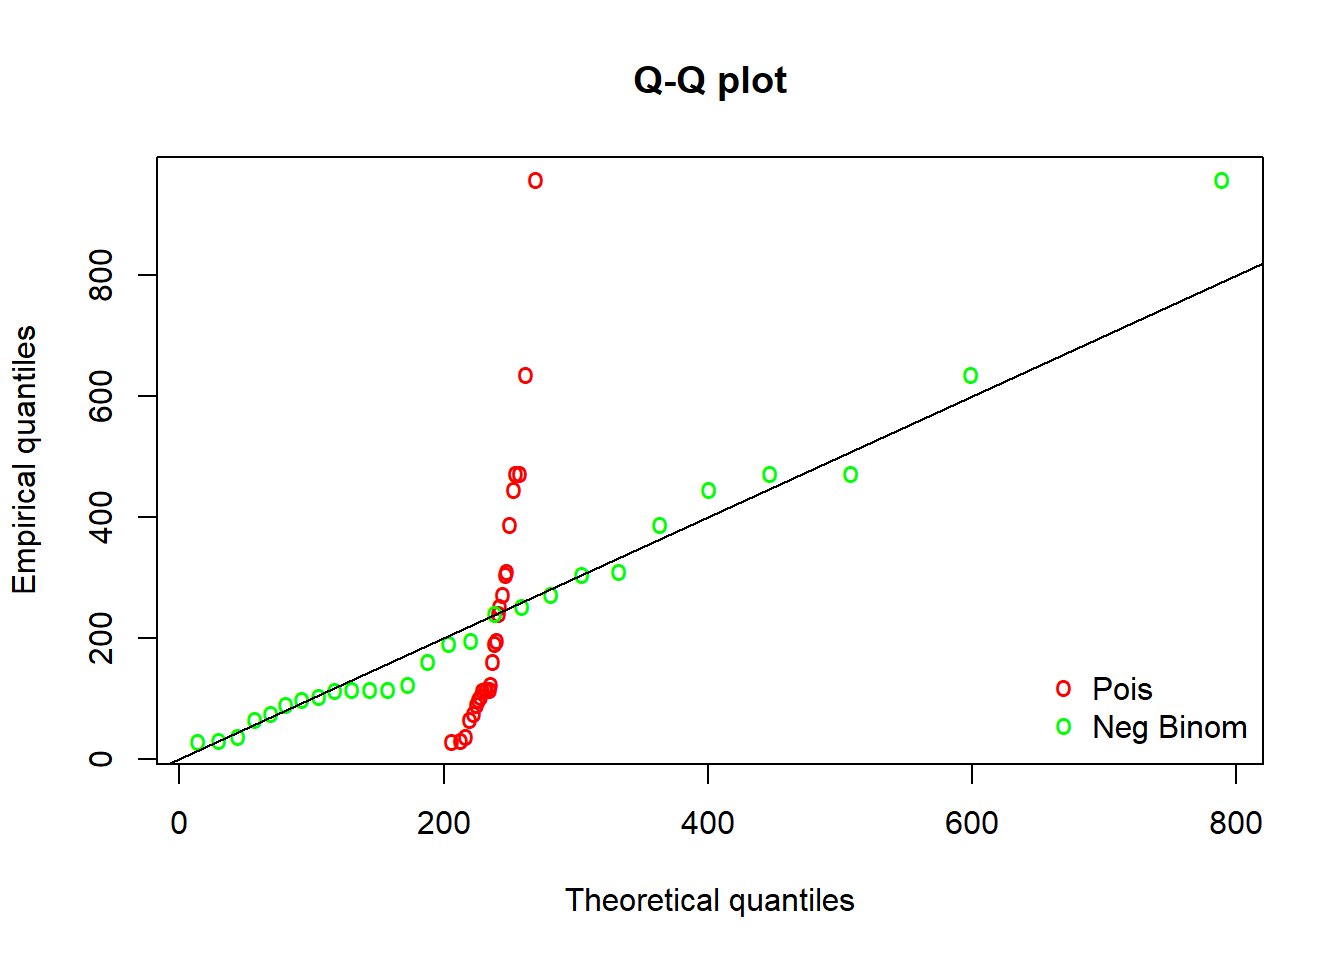 Q-Q plot
Empirical quantiles
800
600
400
200
0
0 200 400 600 800
Theoretical quantiles
Pois
Neg Binom